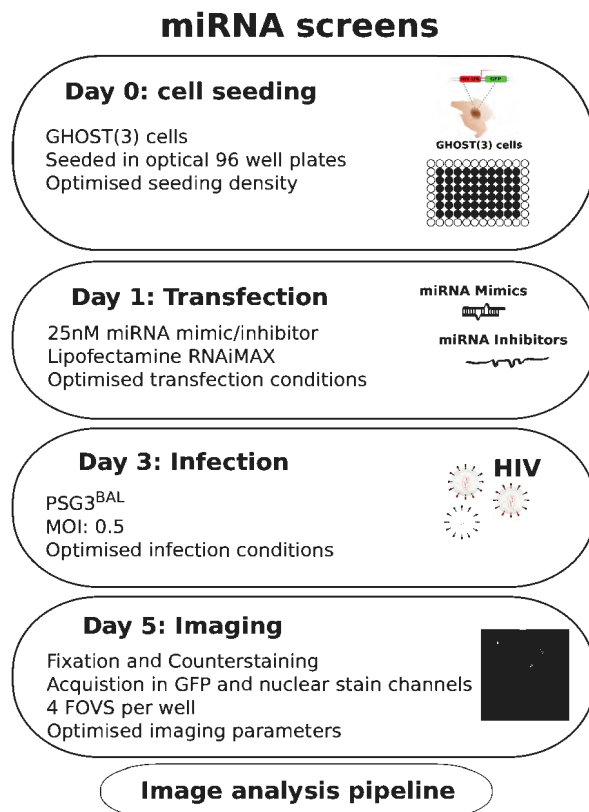 miRNA screens
Day 0: cell seeding
GHOST(3) cells
Seeded in optical 96 well plates
Optimised seeding density
GFP
GHOST(3) cells
Day 1: Transfection
25nM miRNA mimic/inhibitor
Lipofectamine RNAiMAX
Optimised transfection conditions
miRNA Mimics
miRNA Inhibitors
Day 3: Infection
PSG3BAL
MOI: 0.5
Optimised infection conditions
HIV
Day 5: Imaging
Fixation and Counterstaining
Acquistion in GFP and nuclear stain channels
4 FOVS per well
Optimised imaging parameters
Image analysis pipeline